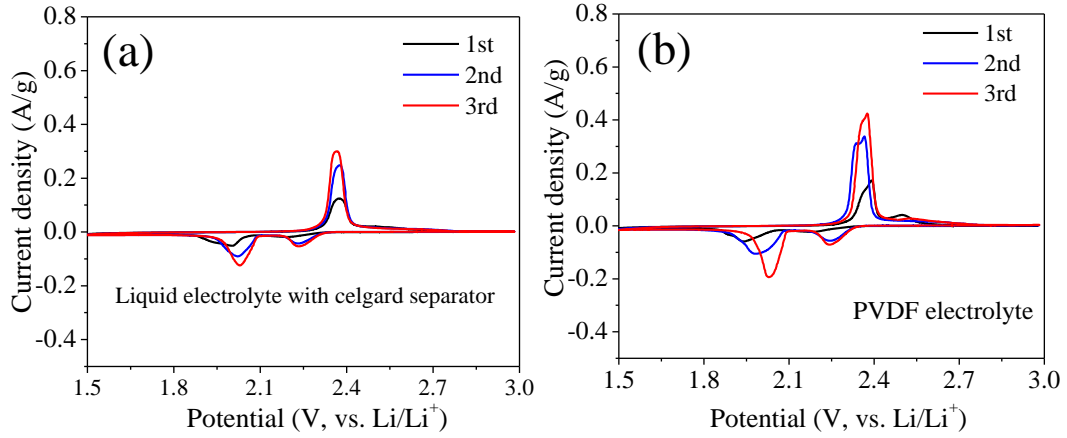 (a)
1st
2nd
3rd
Liquid electrolyte with celgard separator
Current density (A/g)
0.8
0.6
0.4
0.2
0.0
-0.2
-0.4
1.5 1.8 2.1 2.4 2.7 3.0
Potential (V, vs. Li/Li⁺)
(b)
1st
2nd
3rd
PVDF electrolyte
Current density (A/g)
0.8
0.6
0.4
0.2
0.0
-0.2
-0.4
1.5 1.8 2.1 2.4 2.7 3.0
Potential (V, vs. Li/Li⁺)